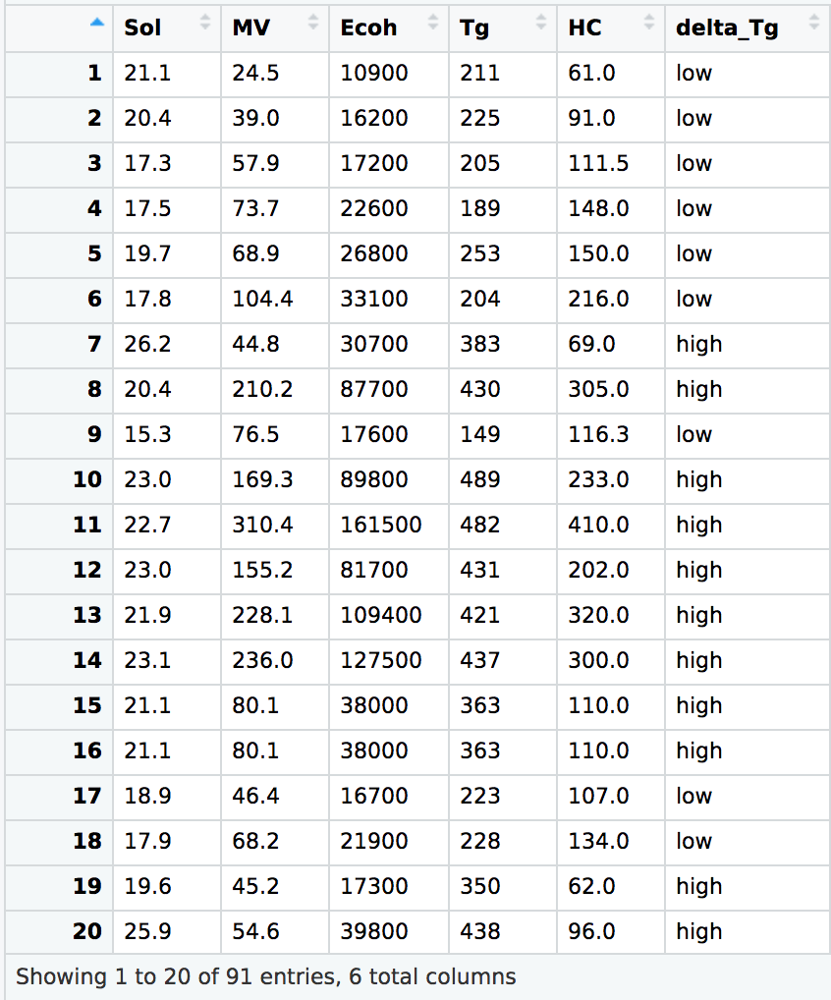 Sol MV Ecoh Tg HC delta_Tg
1 21.1 24.5 10900 211 61.0 low
2 20.4 39.0 16200 225 91.0 low
3 17.3 57.9 17200 205 111.5 low
4 17.5 73.7 22600 189 148.0 low
5 19.7 68.9 26800 253 150.0 low
6 17.8 104.4 33100 204 216.0 low
7 26.2 44.8 30700 383 69.0 high
8 20.4 210.2 87700 430 305.0 high
9 15.3 76.5 17600 149 116.3 low
10 23.0 169.3 89800 489 233.0 high
11 22.7 310.4 161500 482 410.0 high
12 23.0 155.2 81700 431 202.0 high
13 21.9 228.1 109400 421 320.0 high
14 23.1 236.0 127500 437 300.0 high
15 21.1 80.1 38000 363 110.0 high
16 21.1 80.1 38000 363 110.0 high
17 18.9 46.4 16700 223 107.0 low
18 17.9 68.2 21900 228 134.0 low
19 19.6 45.2 17300 350 62.0 high
20 25.9 54.6 39800 438 96.0 high
Showing 1 to 20 of 91 entries, 6 total columns